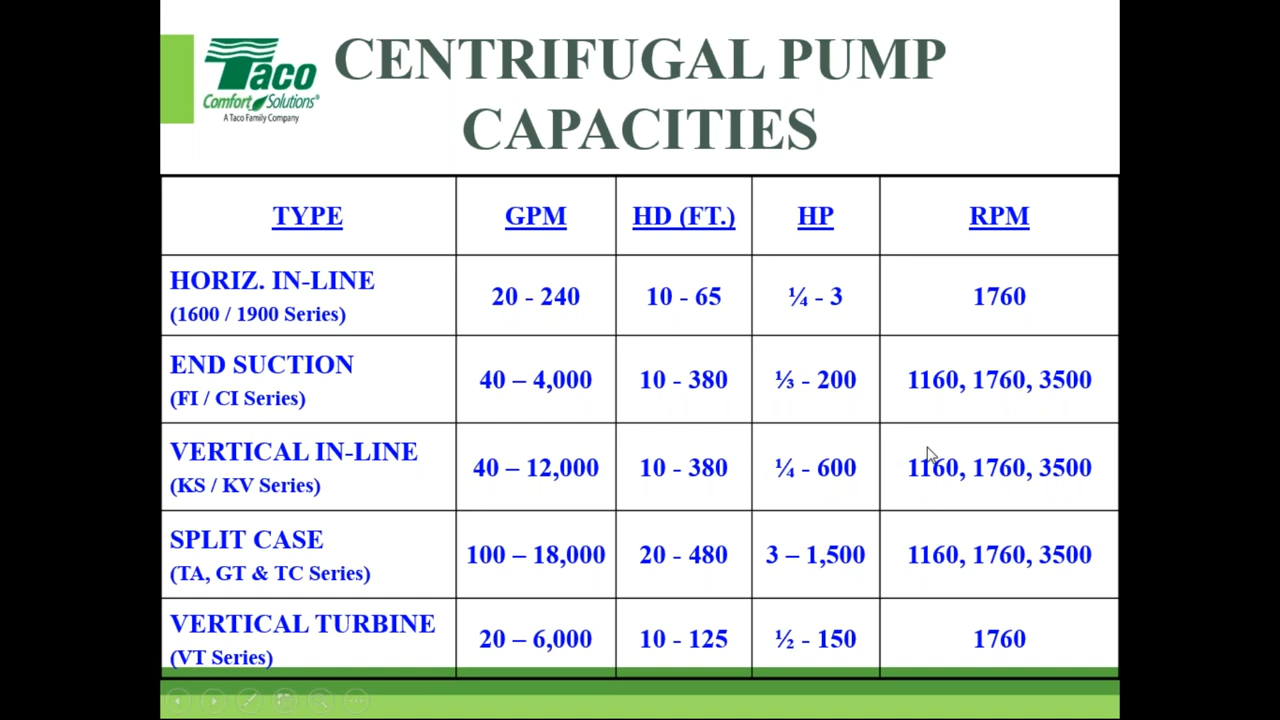 Taco
Comfort Solutions®
A Taco Family Company
CENTRIFUGAL PUMP
CAPACITIES
TYPE GPM HD (FT.) HP RPM
HORIZ. IN-LINE
(1600 / 1900 Series) 20 - 240 10 - 65 ¼ - 3 1760
END SUCTION
(FI / CI Series) 40 – 4,000 10 - 380 ⅓ - 200 1160, 1760, 3500
VERTICAL IN-LINE
(KS / KV Series) 40 – 12,000 10 - 380 ¼ - 600 1160, 1760, 3500
SPLIT CASE
(TA, GT & TC Series) 100 – 18,000 20 - 480 3 – 1,500 1160, 1760, 3500
VERTICAL TURBINE
(VT Series) 20 – 6,000 10 - 125 ½ - 150 1760